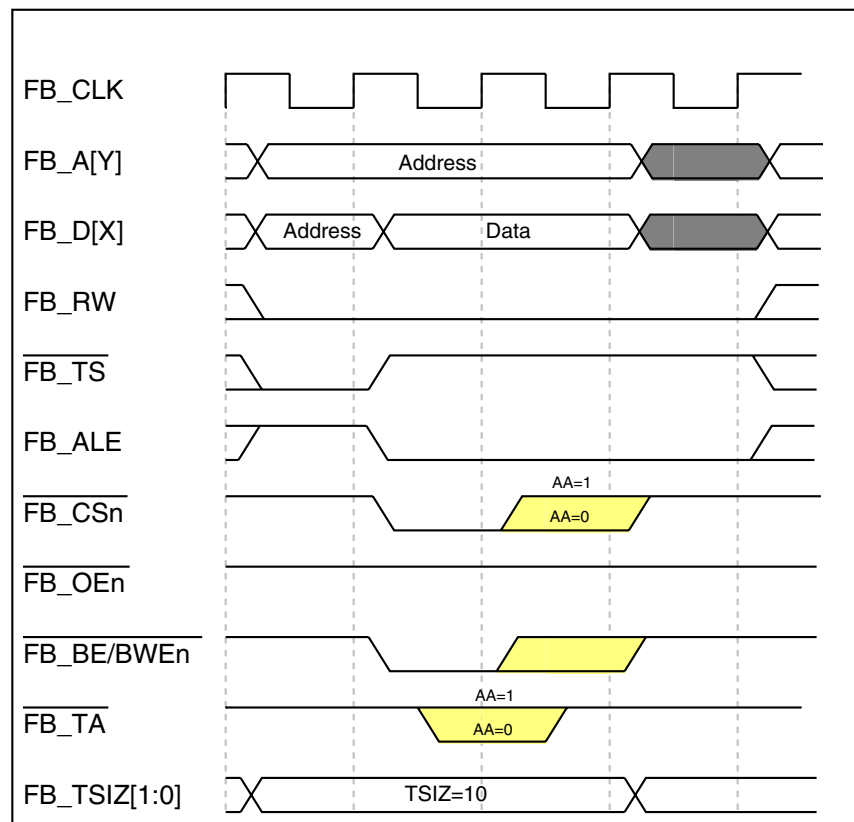 FB_CLK
FB_A[Y]
Address
FB_D[X]
Address
Data
FB_RW
FB_TS
FB_ALE
AA=1
FB_CSn
AA=0
FB_OEn
FB_BE/BWEn
AA=1
FB_TA
AA=0
FB_TSIZ[1:0]
TSIZ=10